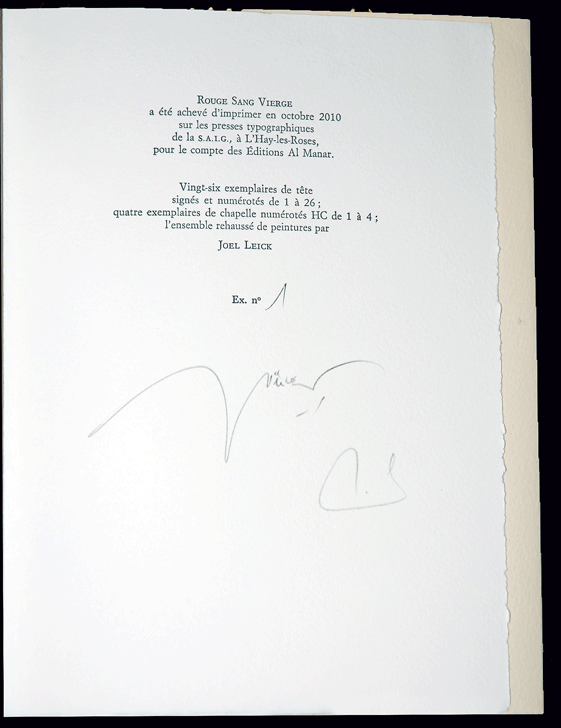 Rouge Sang Vierge
a été achevé d'imprimer en octobre 2010
sur les presses typographiques
de la S.A.I.G., à L'Hay-les-Roses,
pour le compte des Éditions Al Manar.
Vingt-six exemplaires de tête
signés et numérotés de 1 à 26 ;
quatre exemplaires de chapelle numérotés HC de 1 à 4 ;
l'ensemble rehaussé de peintures par
Joel Leick
Ex. nº 1